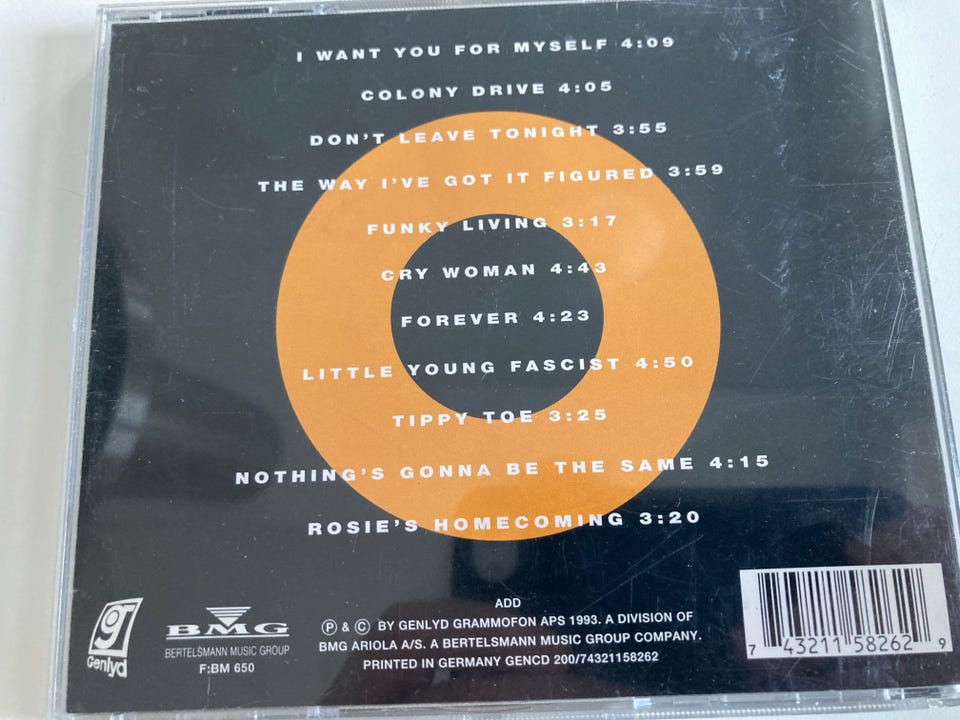 I WANT YOU FOR MYSELF 4:09
COLONY DRIVE 4:05
DON'T LEAVE TONIGHT 3:55
THE WAY I'VE GOT IT FIGURED 3:59
FUNKY LIVING 3:17
CRY WOMAN 4:43
FOREVER 4:23
LITTLE YOUNG FASCIST 4:50
TIPPY TOE 3:25
NOTHING'S GONNA BE THE SAME 4:15
ROSIE'S HOMECOMING 3:20
gr
Genlyd
BMG
BERTELSMANN MUSIC GROUP
F:BM 650
ADD
Ⓟ & © BY GENLYD GRAMMOFON APS 1993. A DIVISION OF
BMG ARIOLA A/S. A BERTELSMANN MUSIC GROUP COMPANY.
PRINTED IN GERMANY GENCD 200/74321158262
7 43211 58262 9